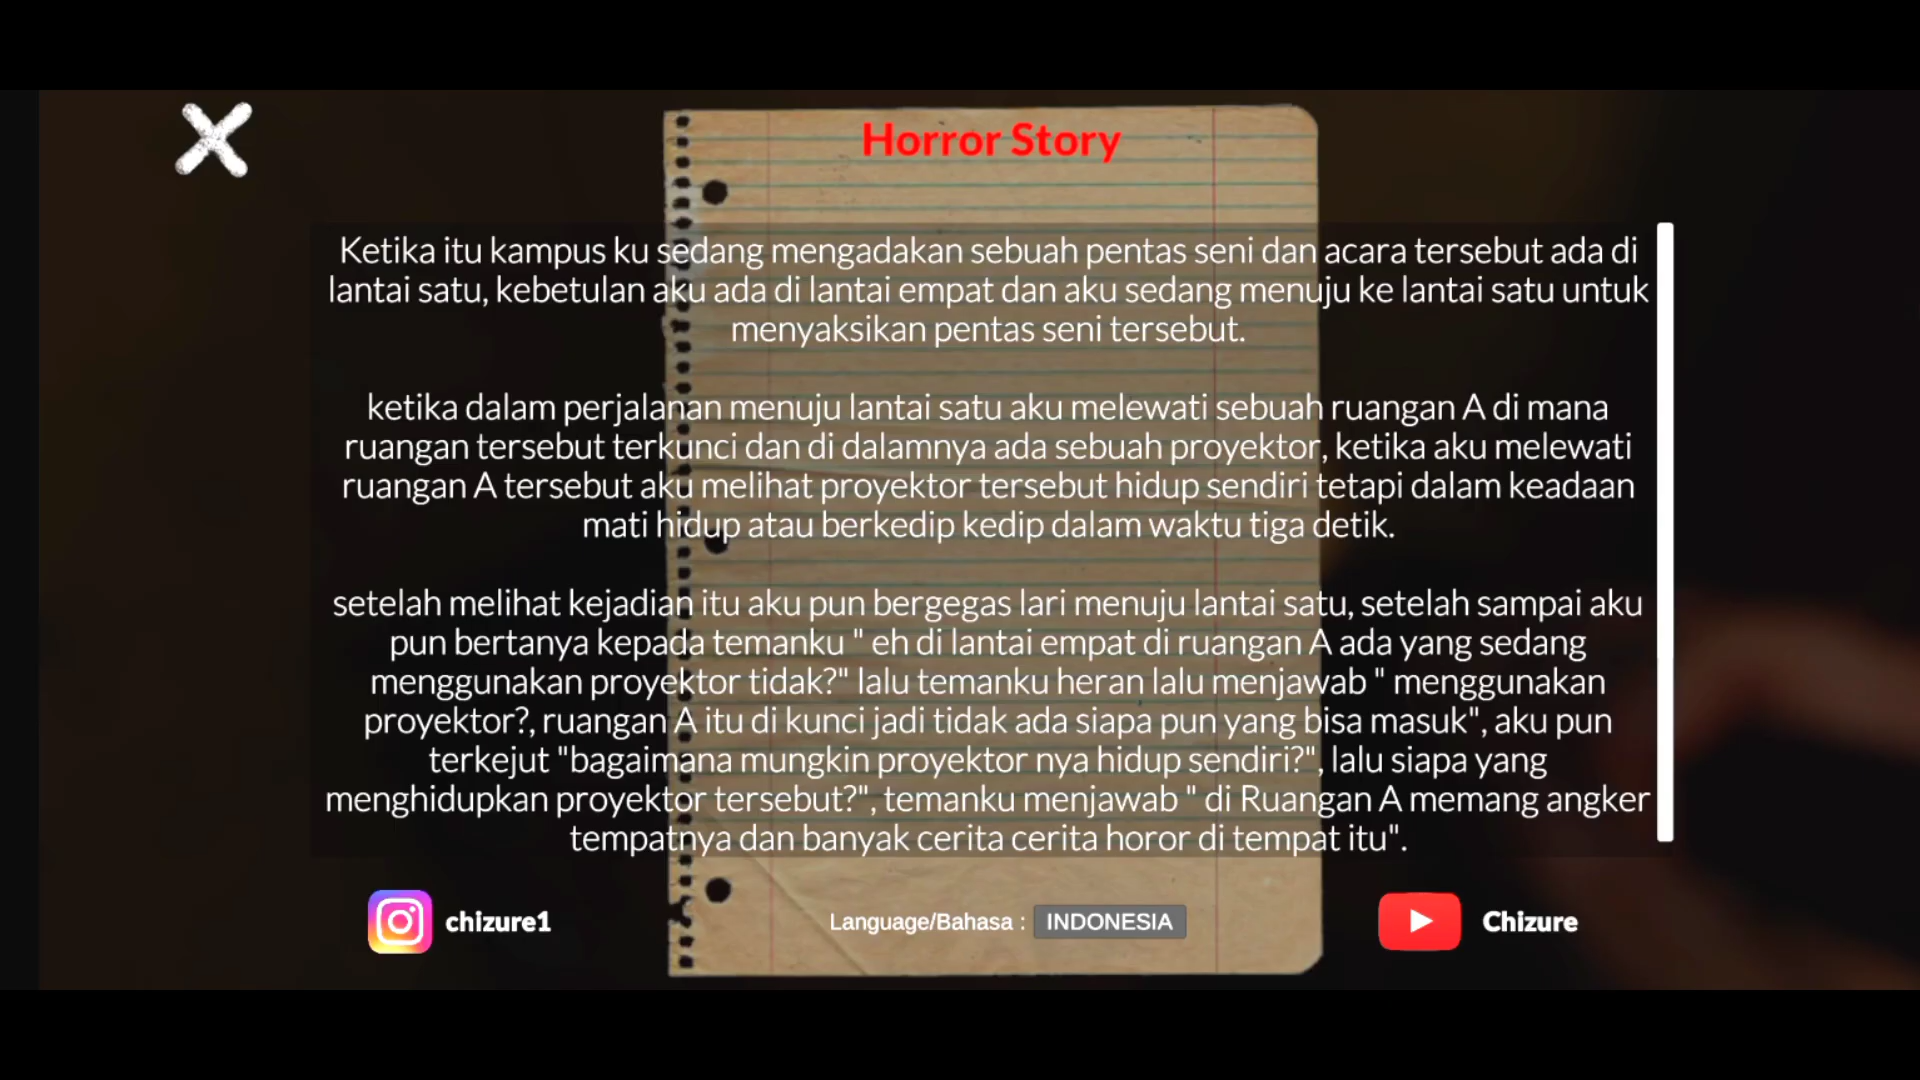 Horror Story
Ketika itu kampus ku sedang mengadakan sebuah pentas seni dan acara tersebut ada di
lantai satu, kebetulan aku ada di lantai empat dan aku sedang menuju ke lantai satu untuk
menyaksikan pentas seni tersebut.
ketika dalam perjalanan menuju lantai satu aku melewati sebuah ruangan A di mana
ruangan tersebut terkunci dan di dalamnya ada sebuah proyektor, ketika aku melewati
ruangan A tersebut aku melihat proyektor tersebut hidup sendiri tetapi dalam keadaan
mati hidup atau berkedip kedip dalam waktu tiga detik.
setelah melihat kejadian itu aku pun bergegas lari menuju lantai satu, setelah sampai aku
pun bertanya kepada temanku " eh di lantai empat di ruangan A ada yang sedang
menggunakan proyektor tidak?" lalu temanku heran lalu menjawab " menggunakan
proyektor?, ruangan A itu di kunci jadi tidak ada siapa pun yang bisa masuk", aku pun
terkejut "bagaimana mungkin proyektor nya hidup sendiri?", lalu siapa yang
menghidupkan proyektor tersebut?", temanku menjawab " di Ruangan A memang angker
tempatnya dan banyak cerita cerita horor di tempat itu".
chizure1
Language/Bahasa : INDONESIA
Chizure